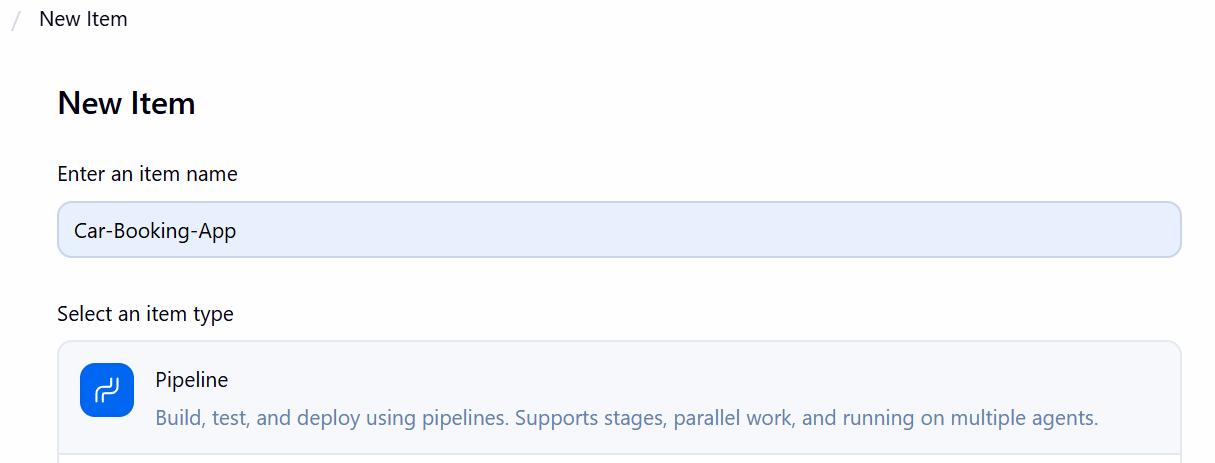 / New Item
New Item
Enter an item name
Car-Booking-App
Select an item type
Pipeline
Build, test, and deploy using pipelines. Supports stages, parallel work, and running on multiple agents.